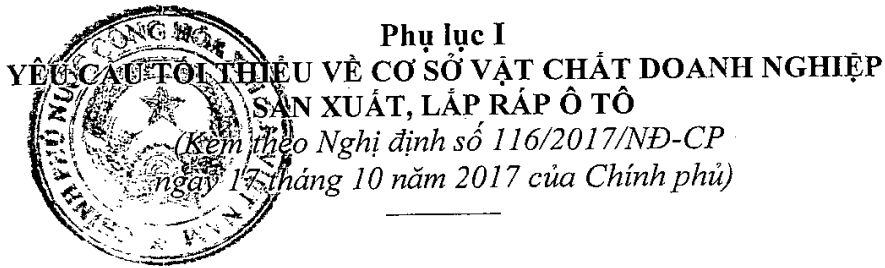 Phụ lục I
YÊU CẦU TỐI THIỂU VỀ CƠ SỞ VẬT CHẤT DOANH NGHIỆP
SẢN XUẤT, LẮP RÁP Ô TÔ
(Kèm theo Nghị định số 116/2017/NĐ-CP
ngày 17 tháng 10 năm 2017 của Chính phủ)